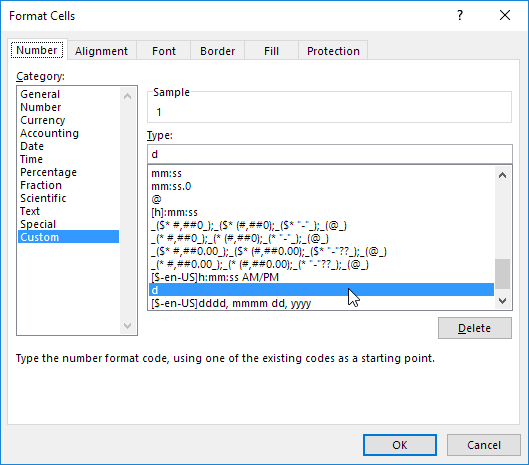 Format Cells
?
Number Alignment Font Border Fill Protection
Category:
General
Number
Currency
Accounting
Date
Time
Percentage
Fraction
Scientific
Text
Special
Custom
Sample
1
Type:
d
mm:ss
mm:ss.0
@
[h]:mm:ss
_($* #,##0_);_($* (#,##0);_($* "-"_);_(@_)
_(* #,##0_);_(* (#,##0);_(* "-"_);_(@_)
_($* #,##0.00_);_($* (#,##0.00);_($* "-"??_);_(@_)
_(* #,##0.00_);_(* (#,##0.00);_(* "-"??_);_(@_)
[$-en-US]h:mm:ss AM/PM
d
[$-en-US]dddd, mmmm dd, yyyy
Delete
Type the number format code, using one of the existing codes as a starting point.
OK Cancel